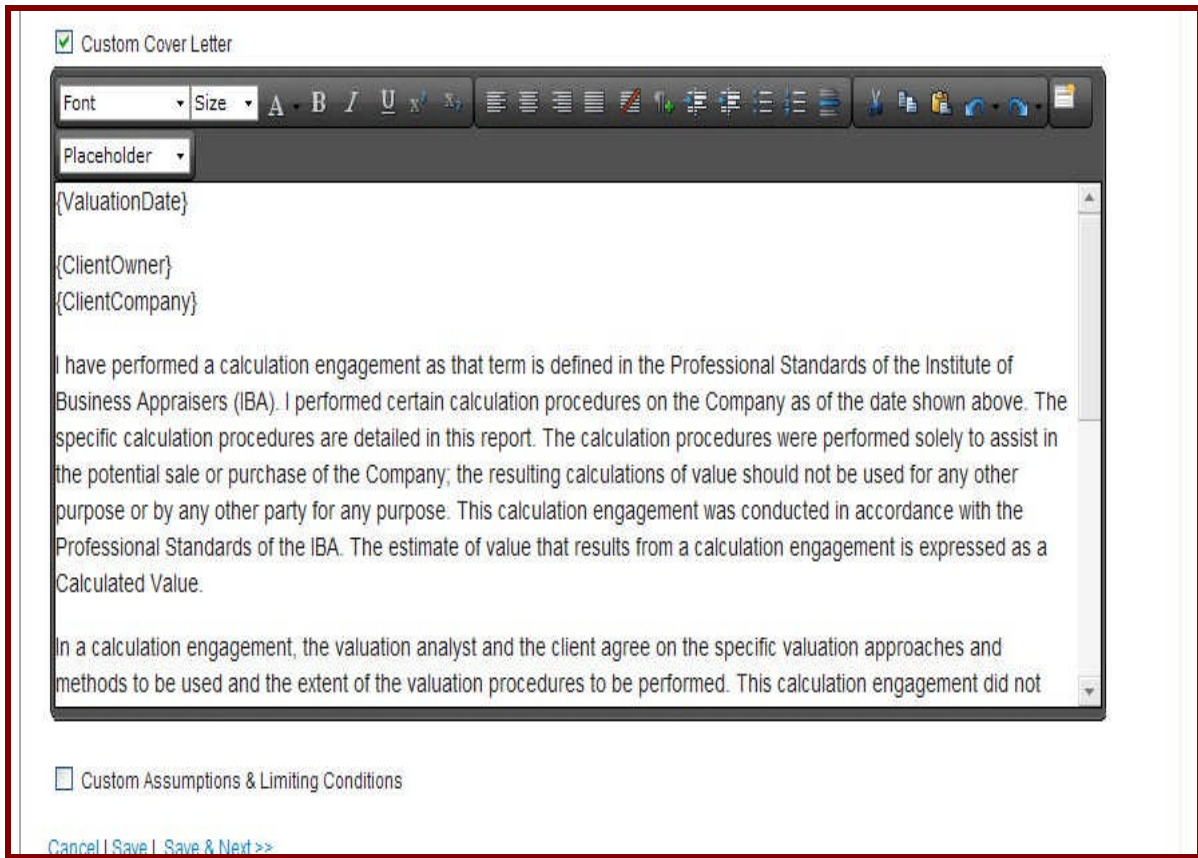 Custom Cover Letter
Font Size A B I U x² x₂
Placeholder
{ValuationDate}
{ClientOwner}
{ClientCompany}
I have performed a calculation engagement as that term is defined in the Professional Standards of the Institute of
Business Appraisers (IBA). I performed certain calculation procedures on the Company as of the date shown above. The
specific calculation procedures are detailed in this report. The calculation procedures were performed solely to assist in
the potential sale or purchase of the Company; the resulting calculations of value should not be used for any other
purpose or by any other party for any purpose. This calculation engagement was conducted in accordance with the
Professional Standards of the IBA. The estimate of value that results from a calculation engagement is expressed as a
Calculated Value.
In a calculation engagement, the valuation analyst and the client agree on the specific valuation approaches and
methods to be used and the extent of the valuation procedures to be performed. This calculation engagement did not
Custom Assumptions & Limiting Conditions
Cancel | Save | Save & Next >>